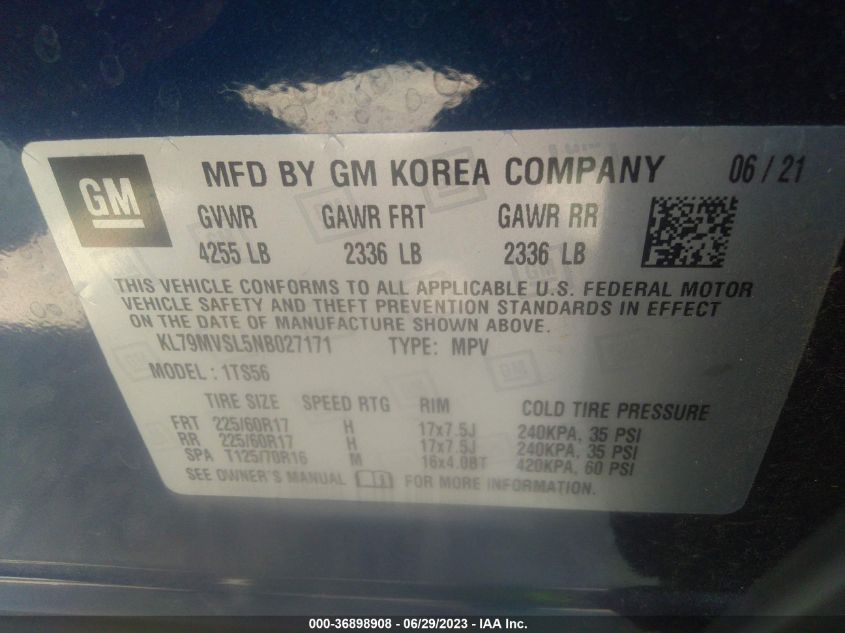 GM MFD BY GM KOREA COMPANY 06/21
GVWR GAWR FRT GAWR RR
4255 LB 2336 LB 2336 LB
THIS VEHICLE CONFORMS TO ALL APPLICABLE U.S. FEDERAL MOTOR
VEHICLE SAFETY AND THEFT PREVENTION STANDARDS IN EFFECT
ON THE DATE OF MANUFACTURE SHOWN ABOVE.
KL79MVSL5NB027171 TYPE: MPV
MODEL: 1TS56
TIRE SIZE SPEED RTG RIM COLD TIRE PRESSURE
FRT 225/60R17 H 17x7.5J 240KPA, 35 PSI
RR 225/60R17 H 17x7.5J 240KPA, 35 PSI
SPA T125/70R16 M 16x4.0BT 420KPA, 60 PSI
SEE OWNER'S MANUAL FOR MORE INFORMATION.
000-36898908 - 06/29/2023 - IAA Inc.